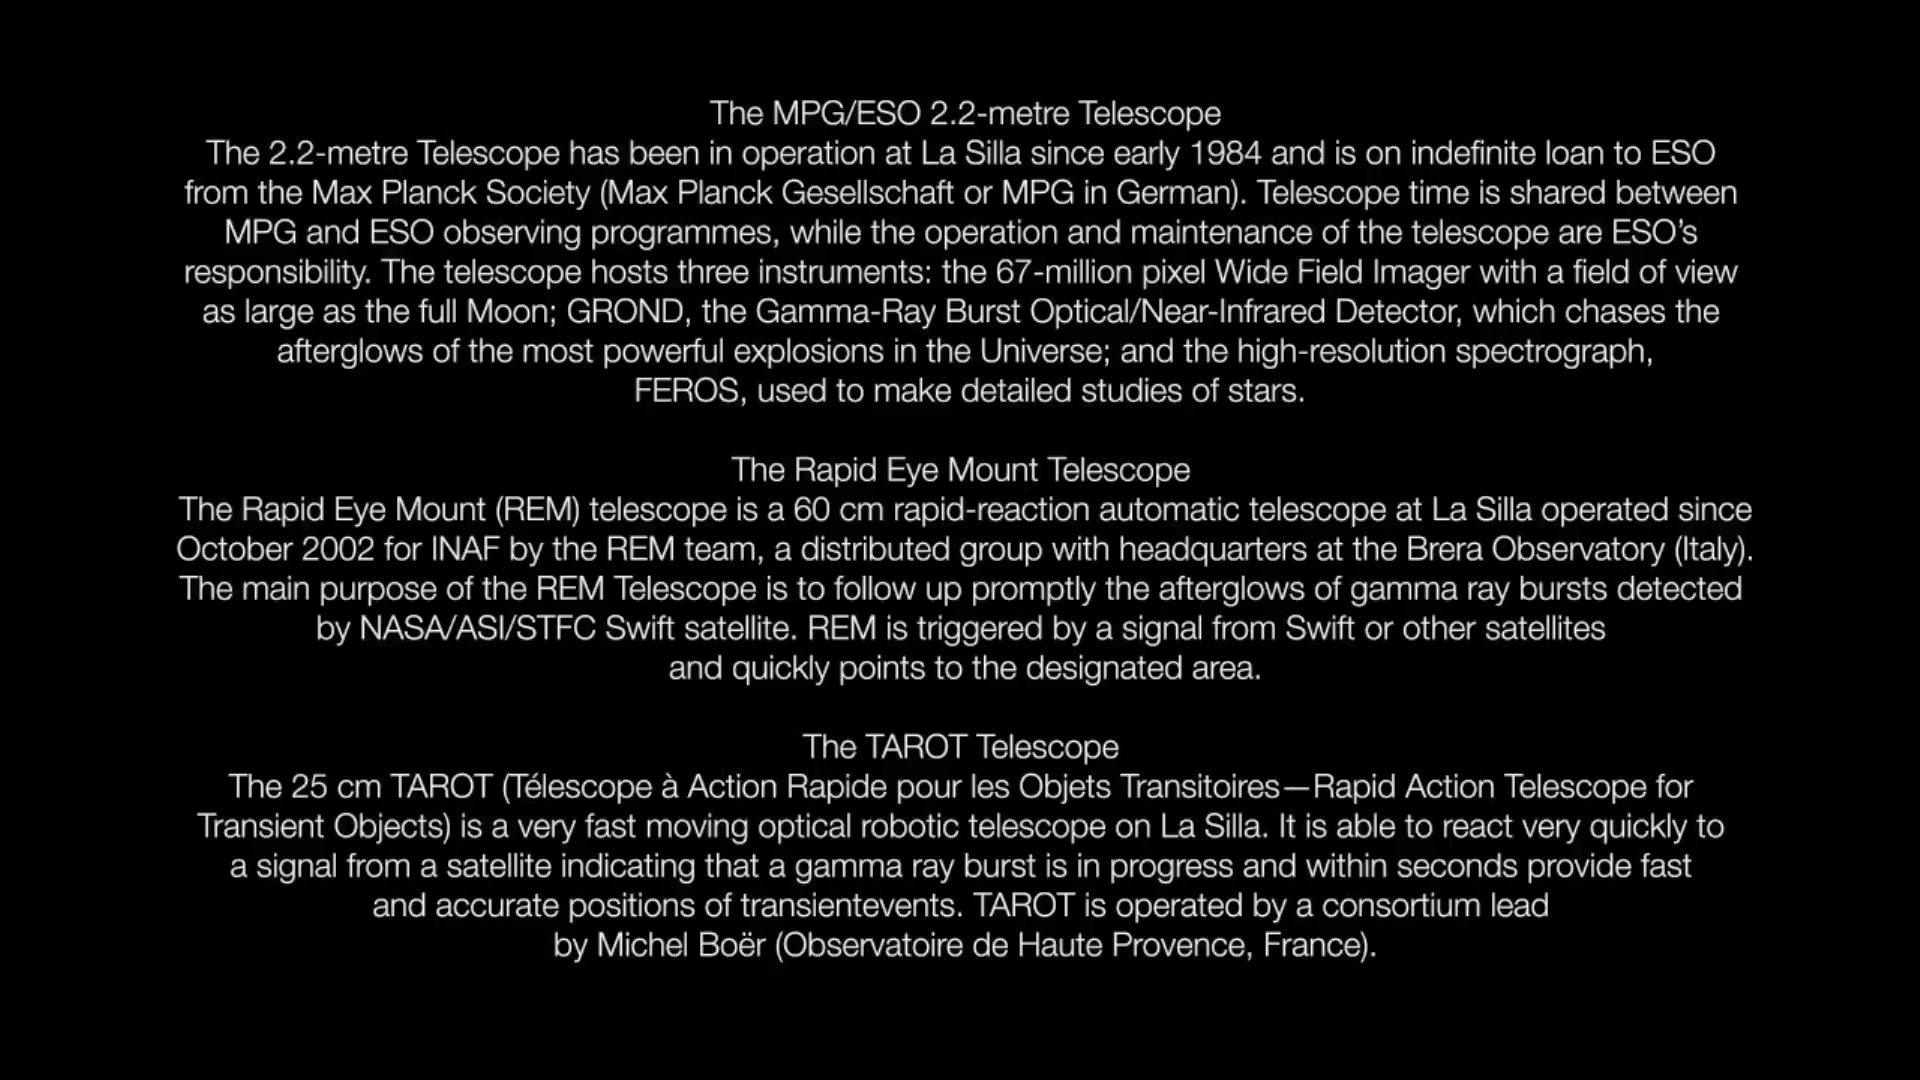 The MPG/ESO 2.2-metre Telescope
The 2.2-metre Telescope has been in operation at La Silla since early 1984 and is on indefinite loan to ESO
from the Max Planck Society (Max Planck Gesellschaft or MPG in German). Telescope time is shared between
MPG and ESO observing programmes, while the operation and maintenance of the telescope are ESO’s
responsibility. The telescope hosts three instruments: the 67-million pixel Wide Field Imager with a field of view
as large as the full Moon; GROND, the Gamma-Ray Burst Optical/Near-Infrared Detector, which chases the
afterglows of the most powerful explosions in the Universe; and the high-resolution spectrograph,
FEROS, used to make detailed studies of stars.
The Rapid Eye Mount Telescope
The Rapid Eye Mount (REM) telescope is a 60 cm rapid-reaction automatic telescope at La Silla operated since
October 2002 for INAF by the REM team, a distributed group with headquarters at the Brera Observatory (Italy).
The main purpose of the REM Telescope is to follow up promptly the afterglows of gamma ray bursts detected
by NASA/ASI/STFC Swift satellite. REM is triggered by a signal from Swift or other satellites
and quickly points to the designated area.
The TAROT Telescope
The 25 cm TAROT (Télescope à Action Rapide pour les Objets Transitoires—Rapid Action Telescope for
Transient Objects) is a very fast moving optical robotic telescope on La Silla. It is able to react very quickly to
a signal from a satellite indicating that a gamma ray burst is in progress and within seconds provide fast
and accurate positions of transientevents. TAROT is operated by a consortium lead
by Michel Boër (Observatoire de Haute Provence, France).